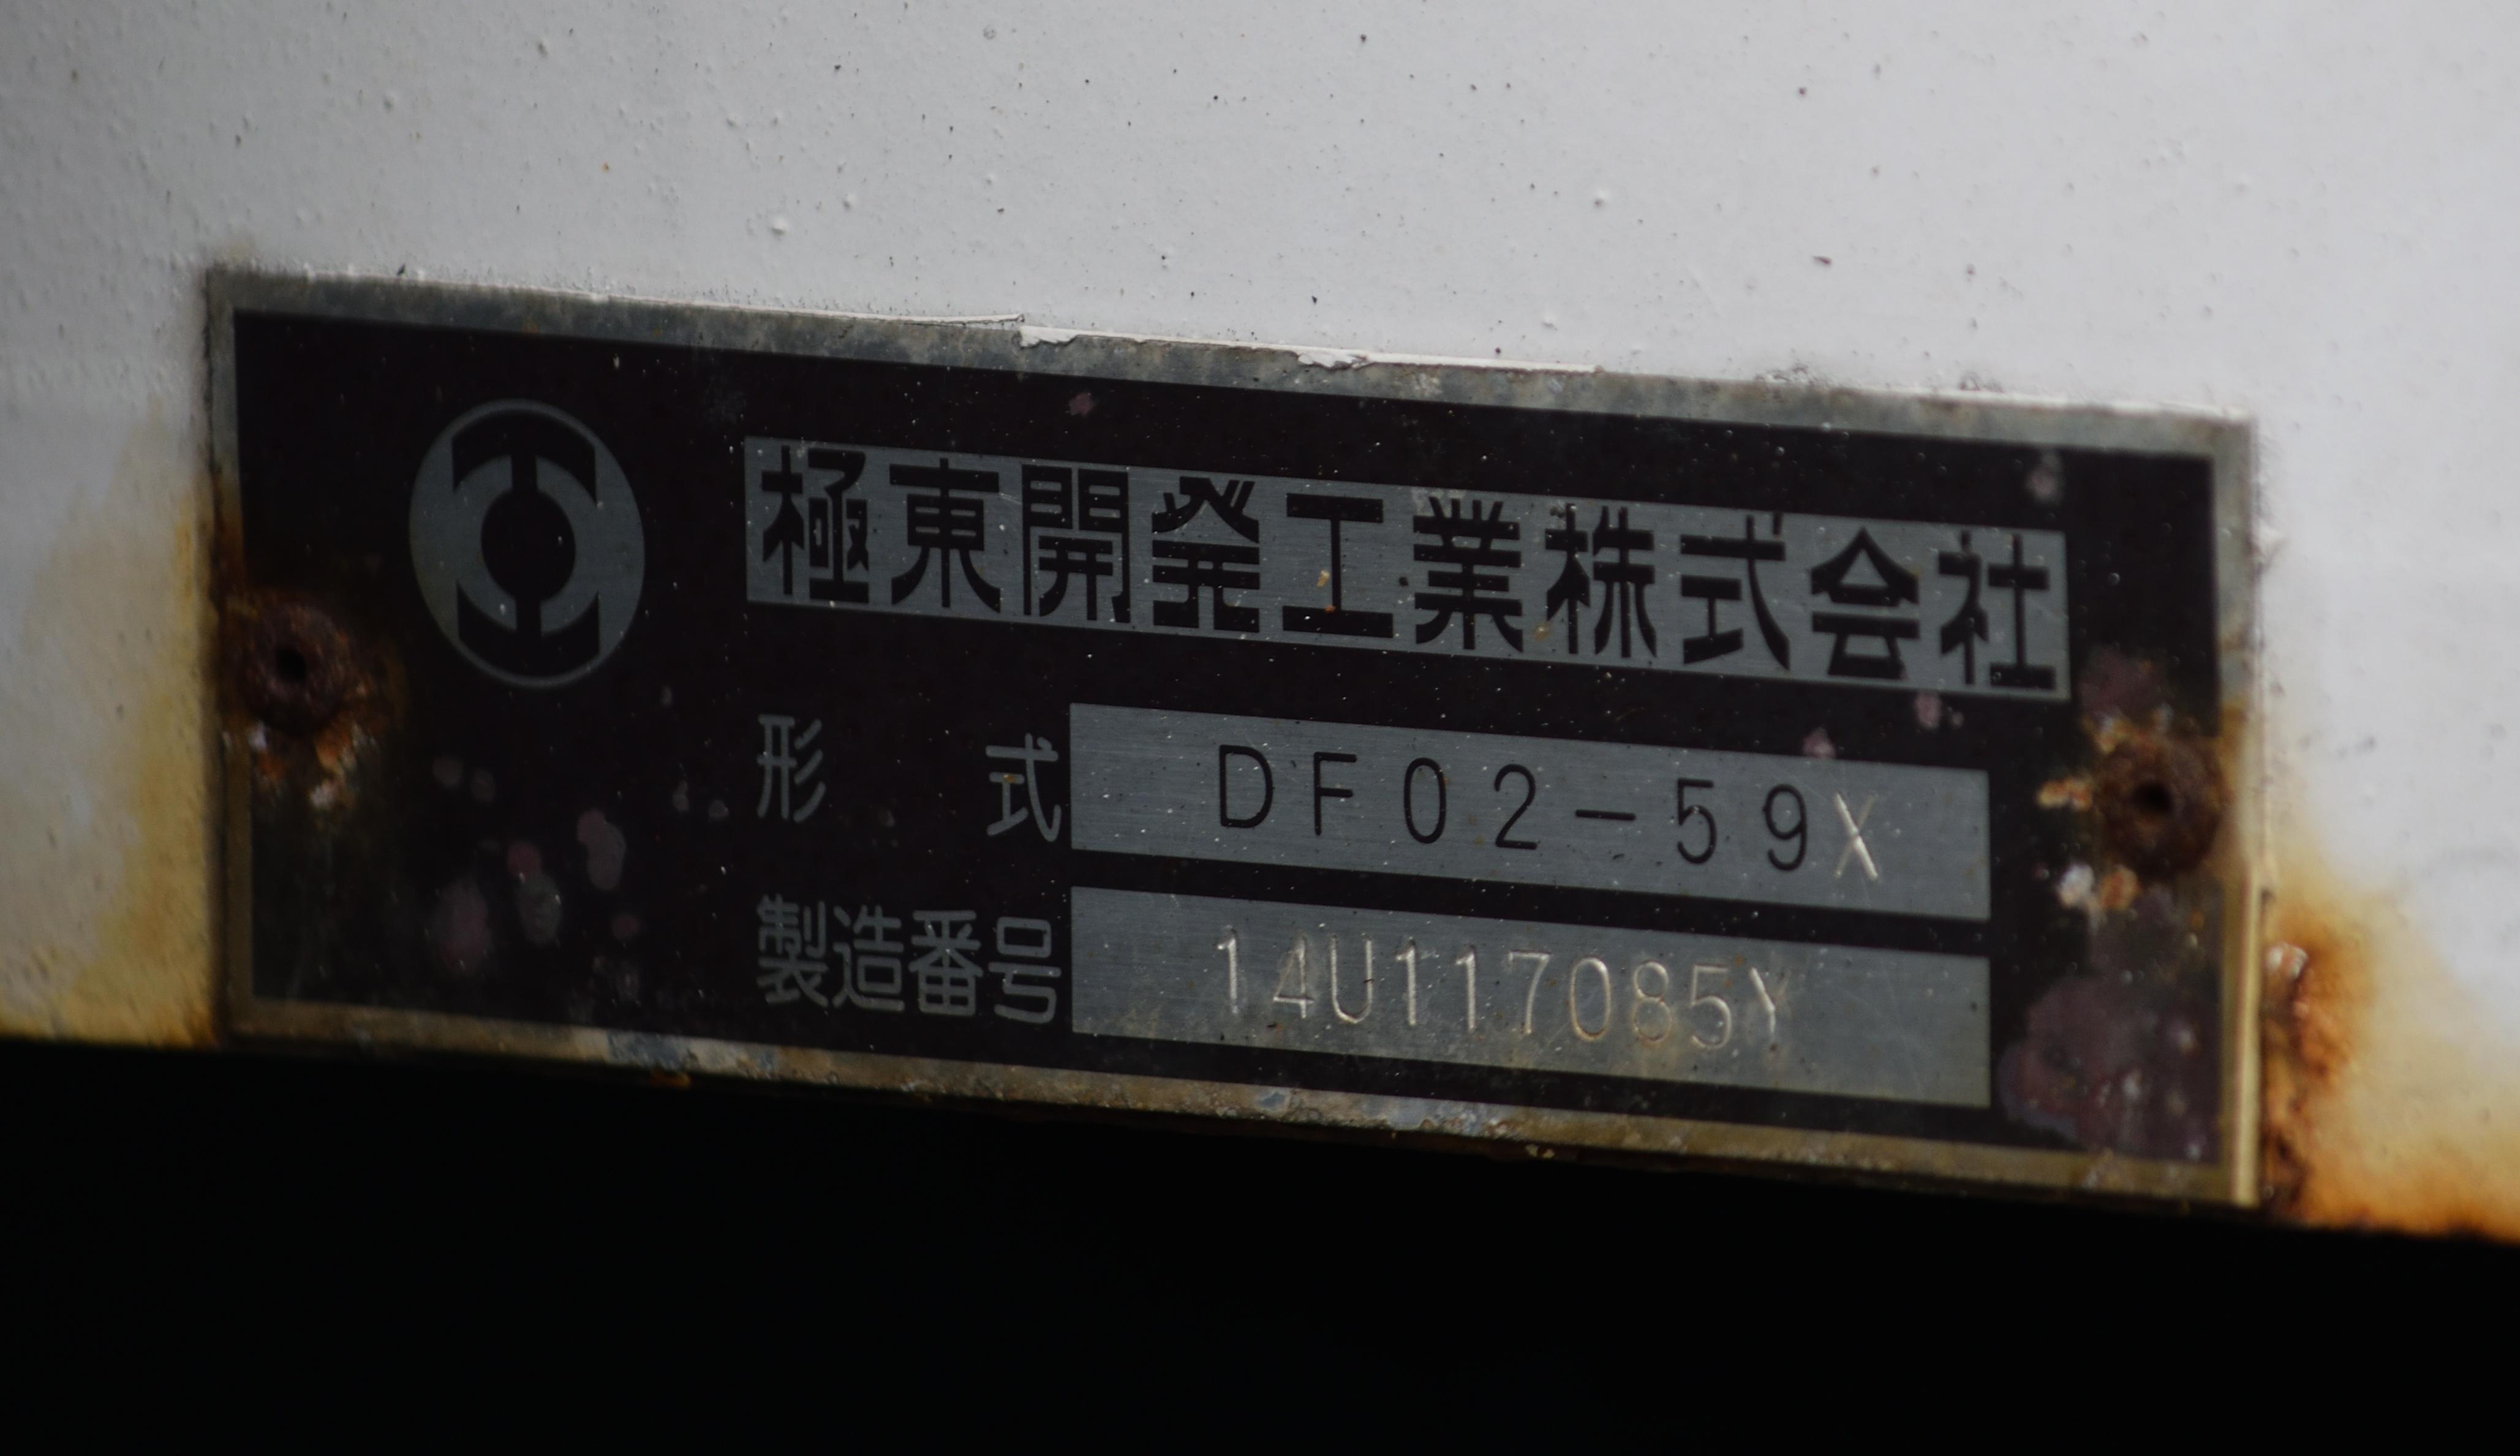 極東開発工業株式会社
形式 DF02-59X
製造番号 14U117085Y